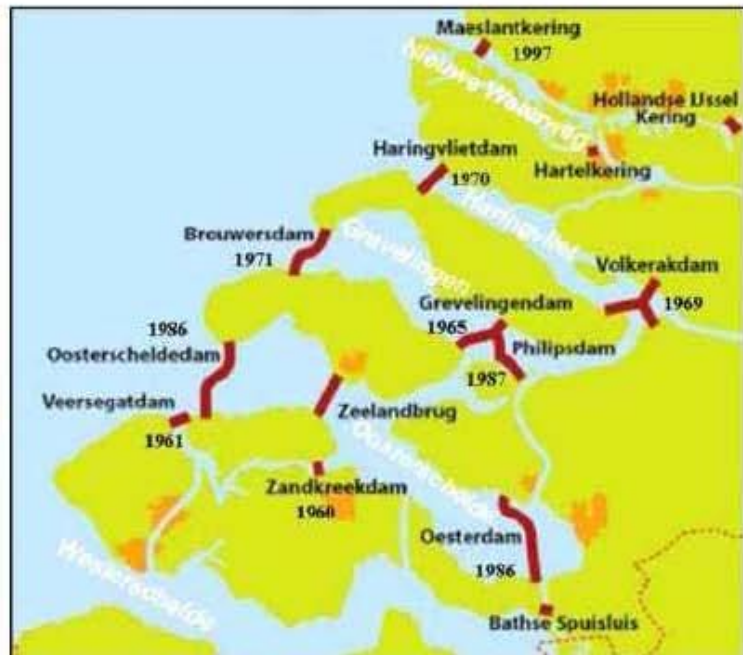 Maeslantkering
1997
Nieuwe Waterweg
Hollandse IJssel
Kering
Hartelkering
Haringvlietdam
1970
Haringvliet
Brouwersdam
1971
Grevelingen
Volkerakdam
1969
Grevelingendam
1965
Philipsdam
1987
1986
Oosterscheldedam
Veersegatdam
1961
Zeelandbrug
Oosterschelde
Zandkreekdam
1960
Oesterdam
1986
Westerschelde
Bathse Spuisluis